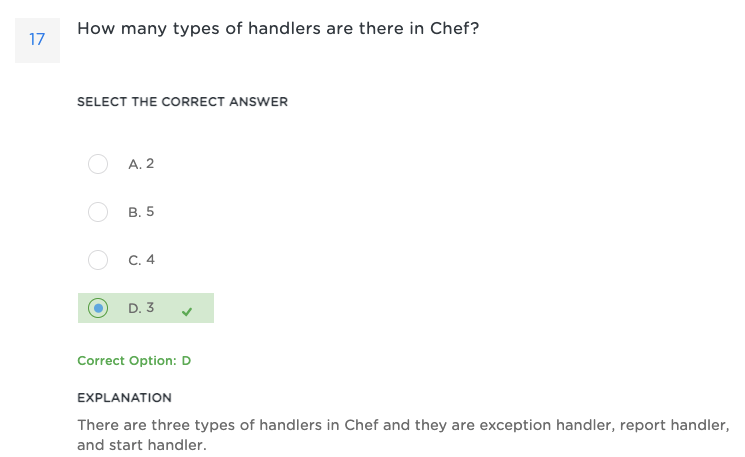 17
How many types of handlers are there in Chef?
SELECT THE CORRECT ANSWER
A. 2
B. 5
C. 4
D. 3
Correct Option: D
EXPLANATION
There are three types of handlers in Chef and they are exception handler, report handler,
and start handler.